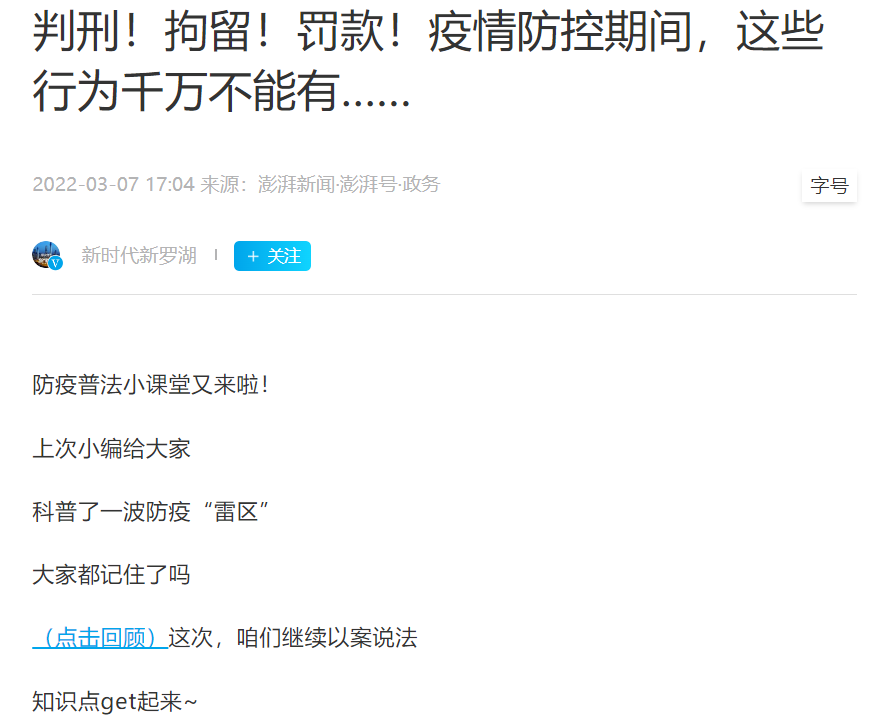 判刑！拘留！罚款！疫情防控期间，这些
行为千万不能有……
2022-03-07 17:04 来源：澎湃新闻·澎湃号·政务
字号
新时代新罗湖
+ 关注
防疫普法小课堂又来啦！
上次小编给大家
科普了一波防疫“雷区”
大家都记住了吗
（点击回顾）这次，咱们继续以案说法
知识点get起来~